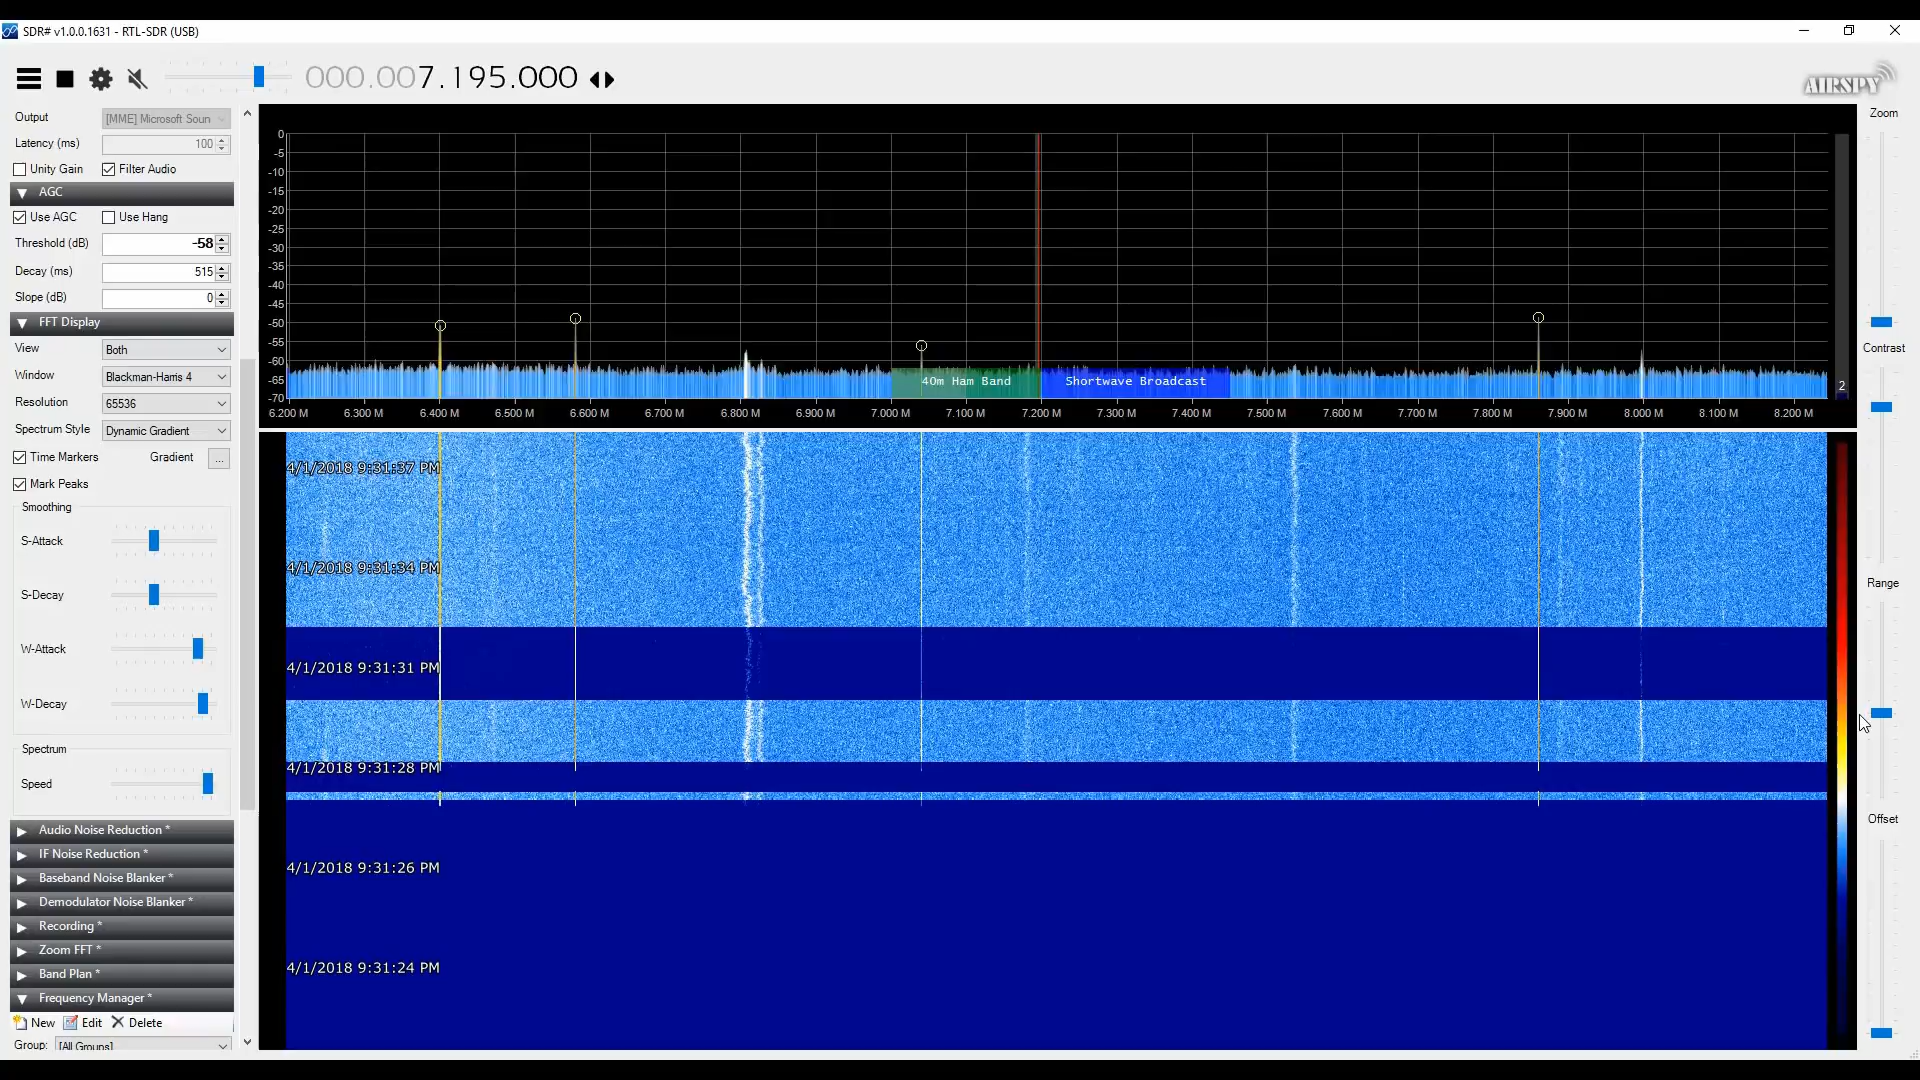 SDR# v1.0.0.1631 - RTL-SDR (USB)
000.007.195.000
AIRSPY
Output [MME] Microsoft Soun
Latency (ms) 100
Unity Gain Filter Audio
AGC
Use AGC Use Hang
Threshold (dB) -58
Decay (ms) 515
Slope (dB) 0
FFT Display
View Both
Window Blackman-Harris 4
Resolution 65536
Spectrum Style Dynamic Gradient
Time Markers Gradient ...
Mark Peaks
Smoothing
S-Attack
S-Decay
W-Attack
W-Decay
Spectrum
Speed
Audio Noise Reduction *
IF Noise Reduction *
Baseband Noise Blanker *
Demodulator Noise Blanker *
Recording *
Zoom FFT *
Band Plan *
Frequency Manager *
New Edit Delete
Group: [All Groups]
0
-5
-10
-15
-20
-25
-30
-35
-40
-45
-50
-55
-60
-65
-70
40m Ham Band Shortwave Broadcast
2
6.200 M 6.300 M 6.400 M 6.500 M 6.600 M 6.700 M 6.800 M 6.900 M 7.000 M 7.100 M 7.200 M 7.300 M 7.400 M 7.500 M 7.600 M 7.700 M 7.800 M 7.900 M 8.000 M 8.100 M 8.200 M
4/1/2018 9:31:37 PM
4/1/2018 9:31:34 PM
4/1/2018 9:31:31 PM
4/1/2018 9:31:28 PM
4/1/2018 9:31:26 PM
4/1/2018 9:31:24 PM
Zoom
Contrast
Range
Offset